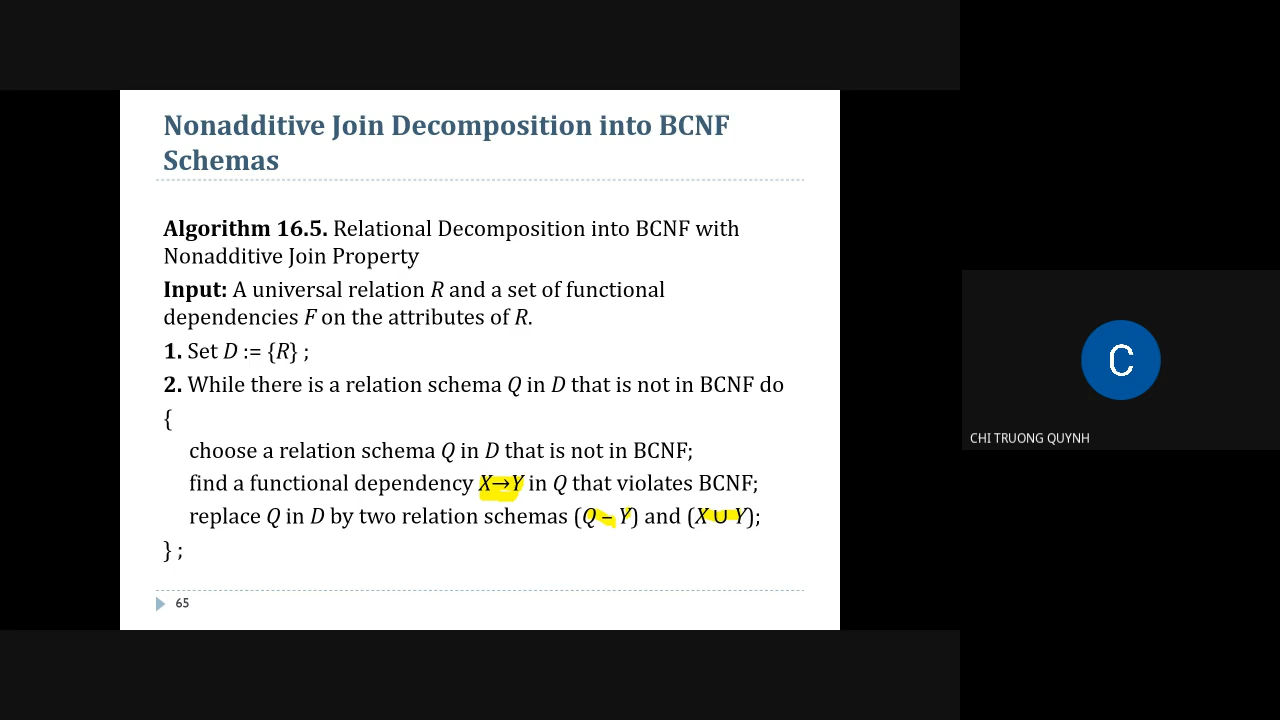 Nonadditive Join Decomposition into BCNF
Schemas
Algorithm 16.5. Relational Decomposition into BCNF with
Nonadditive Join Property
Input: A universal relation R and a set of functional
dependencies F on the attributes of R.
1. Set D := {R} ;
2. While there is a relation schema Q in D that is not in BCNF do
{
choose a relation schema Q in D that is not in BCNF;
find a functional dependency X→Y in Q that violates BCNF;
replace Q in D by two relation schemas (Q – Y) and (X ∪ Y);
} ;
65
C
CHI TRUONG QUYNH